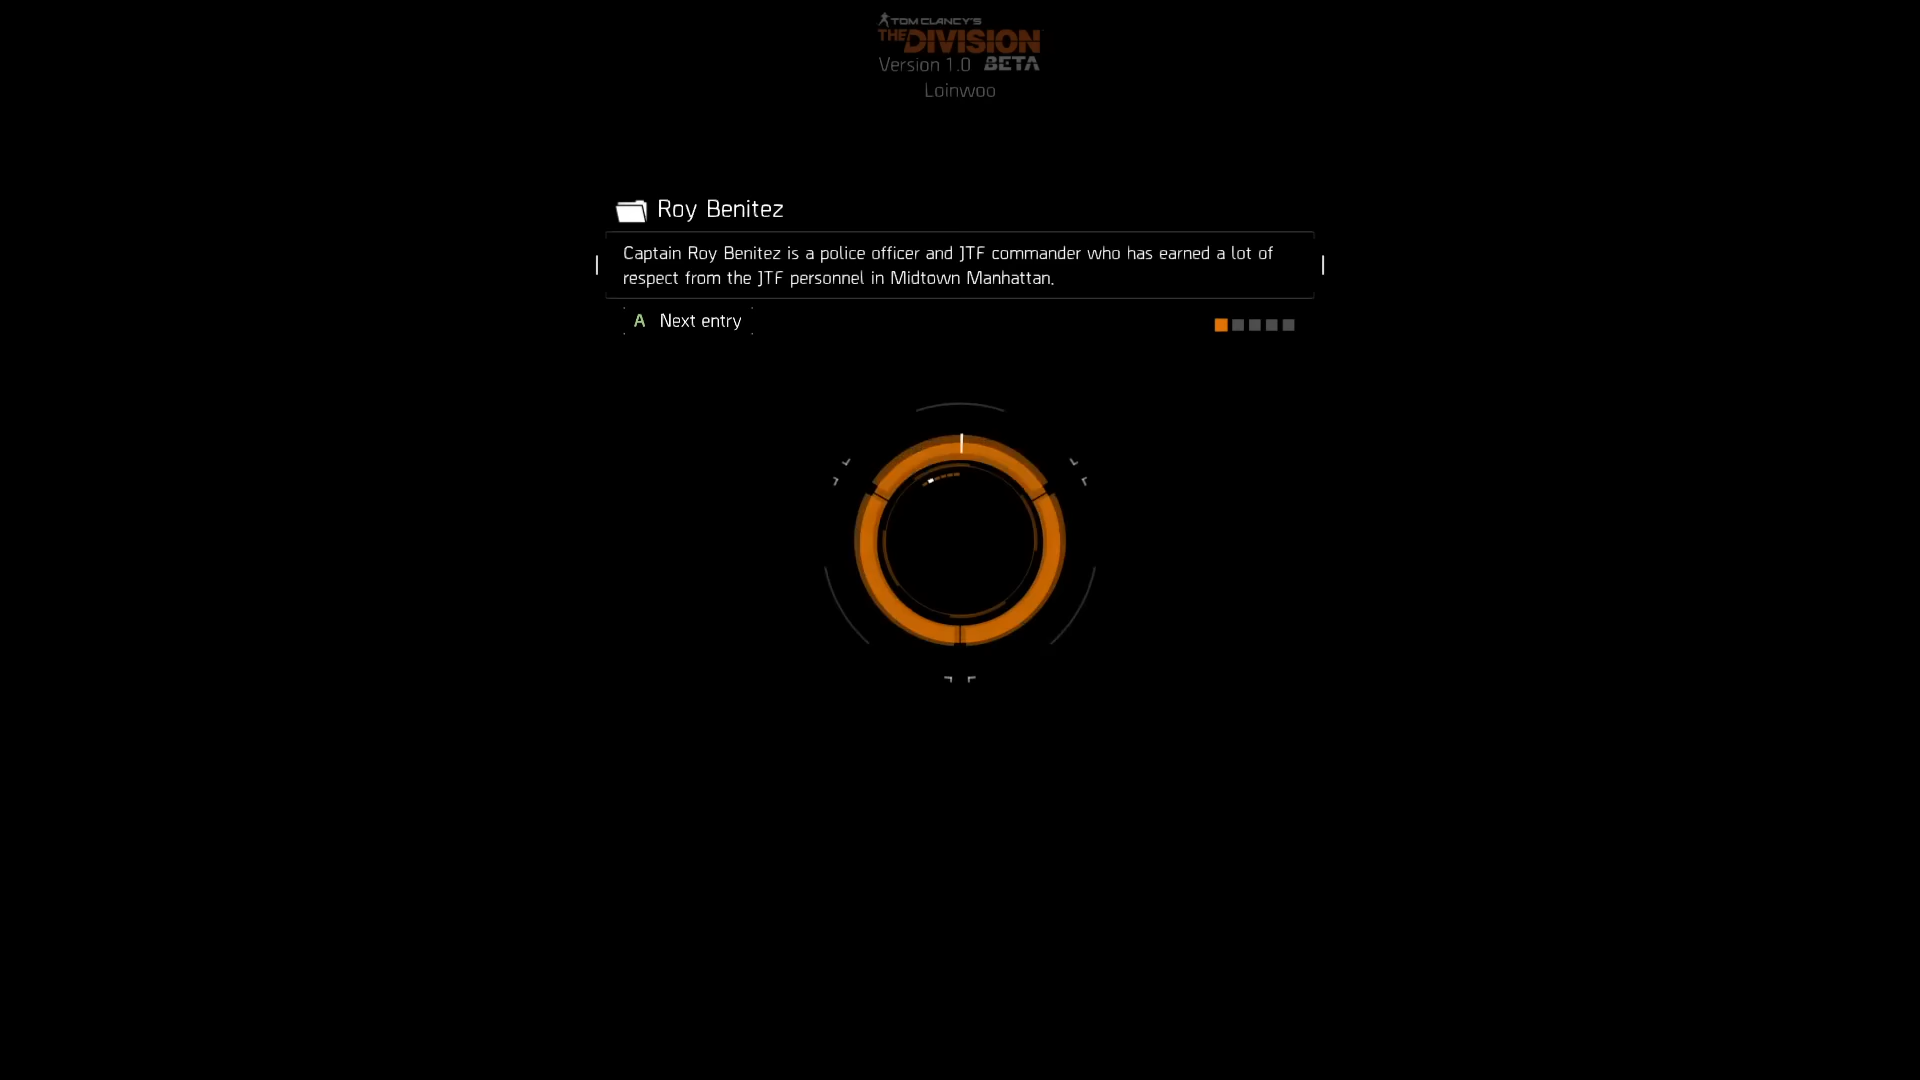 TOM CLANCY'S
THE DIVISION
Version 1.0 BETA
Loinwoo
Roy Benitez
Captain Roy Benitez is a police officer and JTF commander who has earned a lot of
respect from the JTF personnel in Midtown Manhattan.
A Next entry